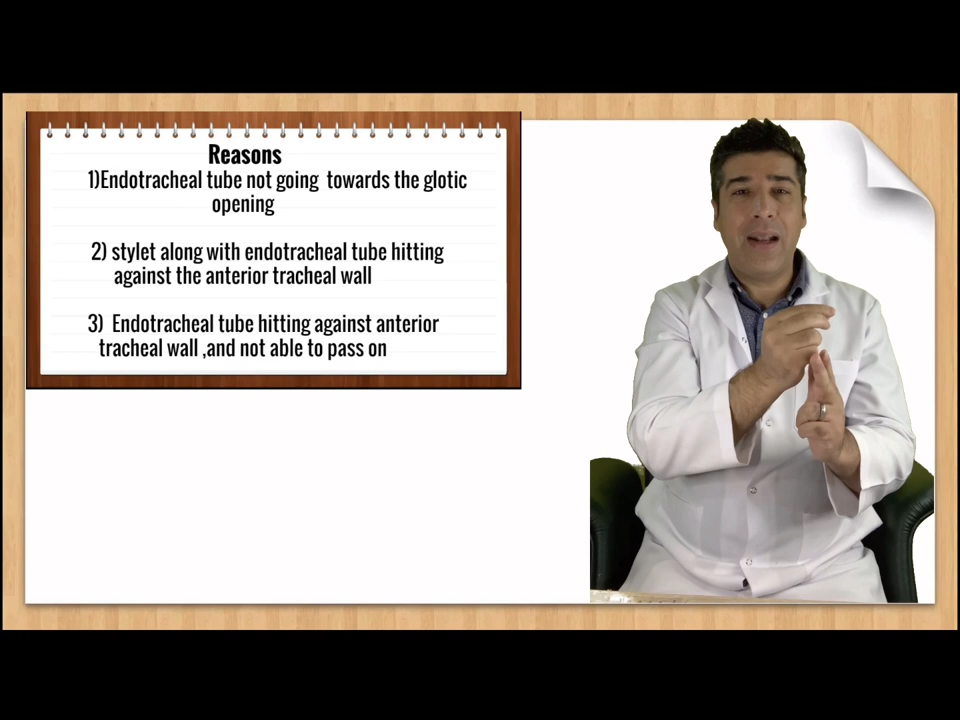 Reasons
1)Endotracheal tube not going towards the glotic
opening
2) stylet along with endotracheal tube hitting
against the anterior tracheal wall
3) Endotracheal tube hitting against anterior
tracheal wall ,and not able to pass on